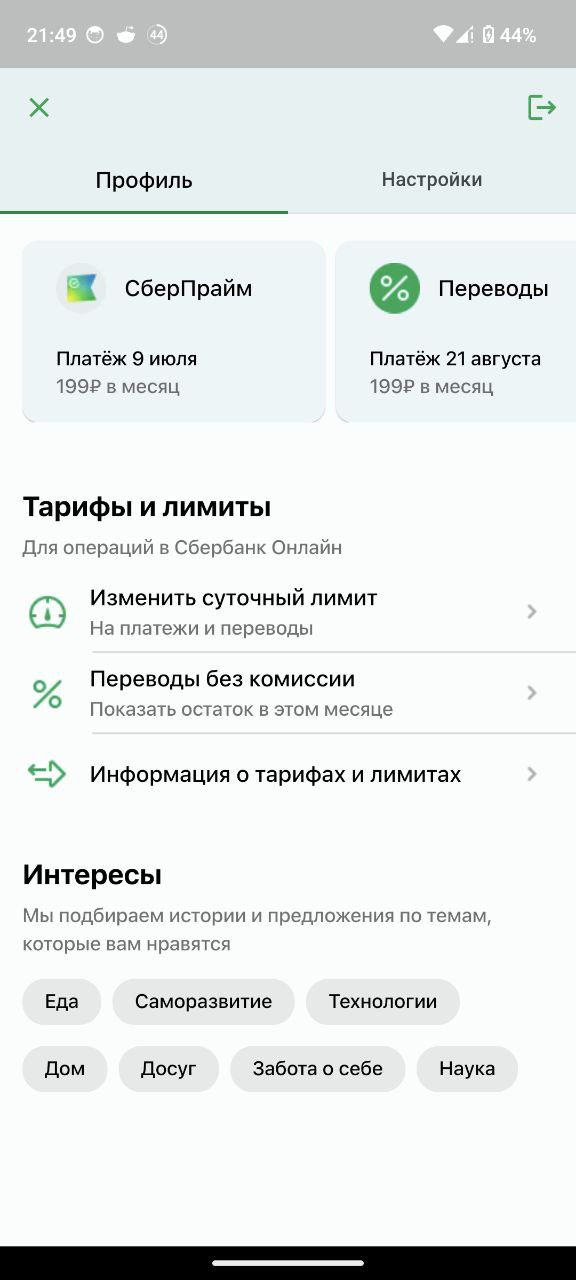 21:49 44 44%
Профиль Настройки
СберПрайм Переводы
Платёж 9 июля Платёж 21 августа
199₽ в месяц 199₽ в месяц
Тарифы и лимиты
Для операций в Сбербанк Онлайн
Изменить суточный лимит
На платежи и переводы
Переводы без комиссии
Показать остаток в этом месяце
Информация о тарифах и лимитах
Интересы
Мы подбираем истории и предложения по темам,
которые вам нравятся
Еда Саморазвитие Технологии
Дом Досуг Забота о себе Наука